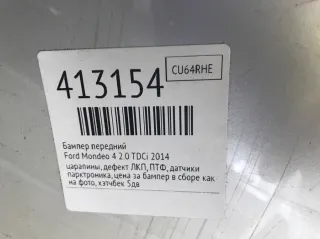 413154
CU64RHE
Бампер передний
Ford Mondeo 4 2.0 TDCi 2014
царапины, дефект ЛКП, ПТФ, датчики
парктроника, цена за бампер в сборе как
на фото, хэтчбек 5дв